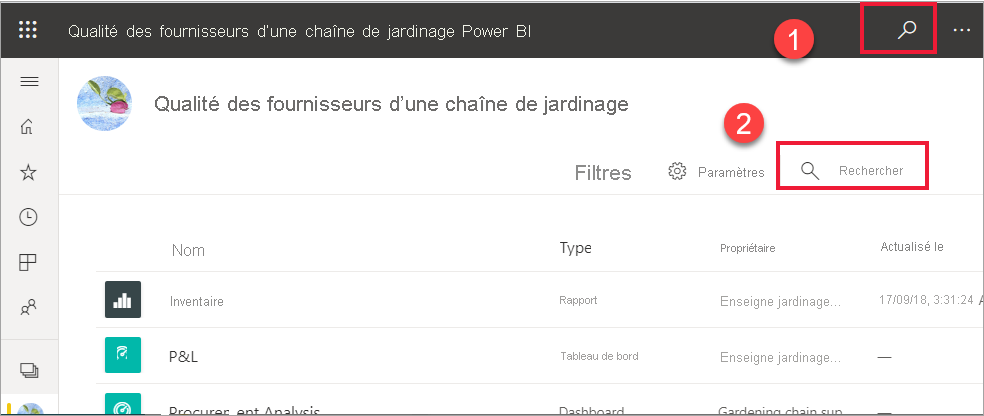 Qualité des fournisseurs d'une chaîne de jardinage Power BI
1
Qualité des fournisseurs d'une chaîne de jardinage
2
Filtres Paramètres Rechercher
Nom Type Propriétaire Actualisé le
Inventaire Rapport Enseigne jardinage... 17/09/18, 3:31:24 A
P&L Tableau de bord Enseigne jardinage... —
Analysis Dashboard Gardening chain sup —